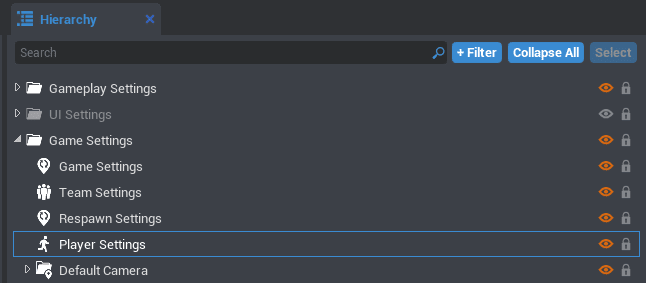 Hierarchy
Search + Filter Collapse All Select
Gameplay Settings
UI Settings
Game Settings
Game Settings
Team Settings
Respawn Settings
Player Settings
Default Camera